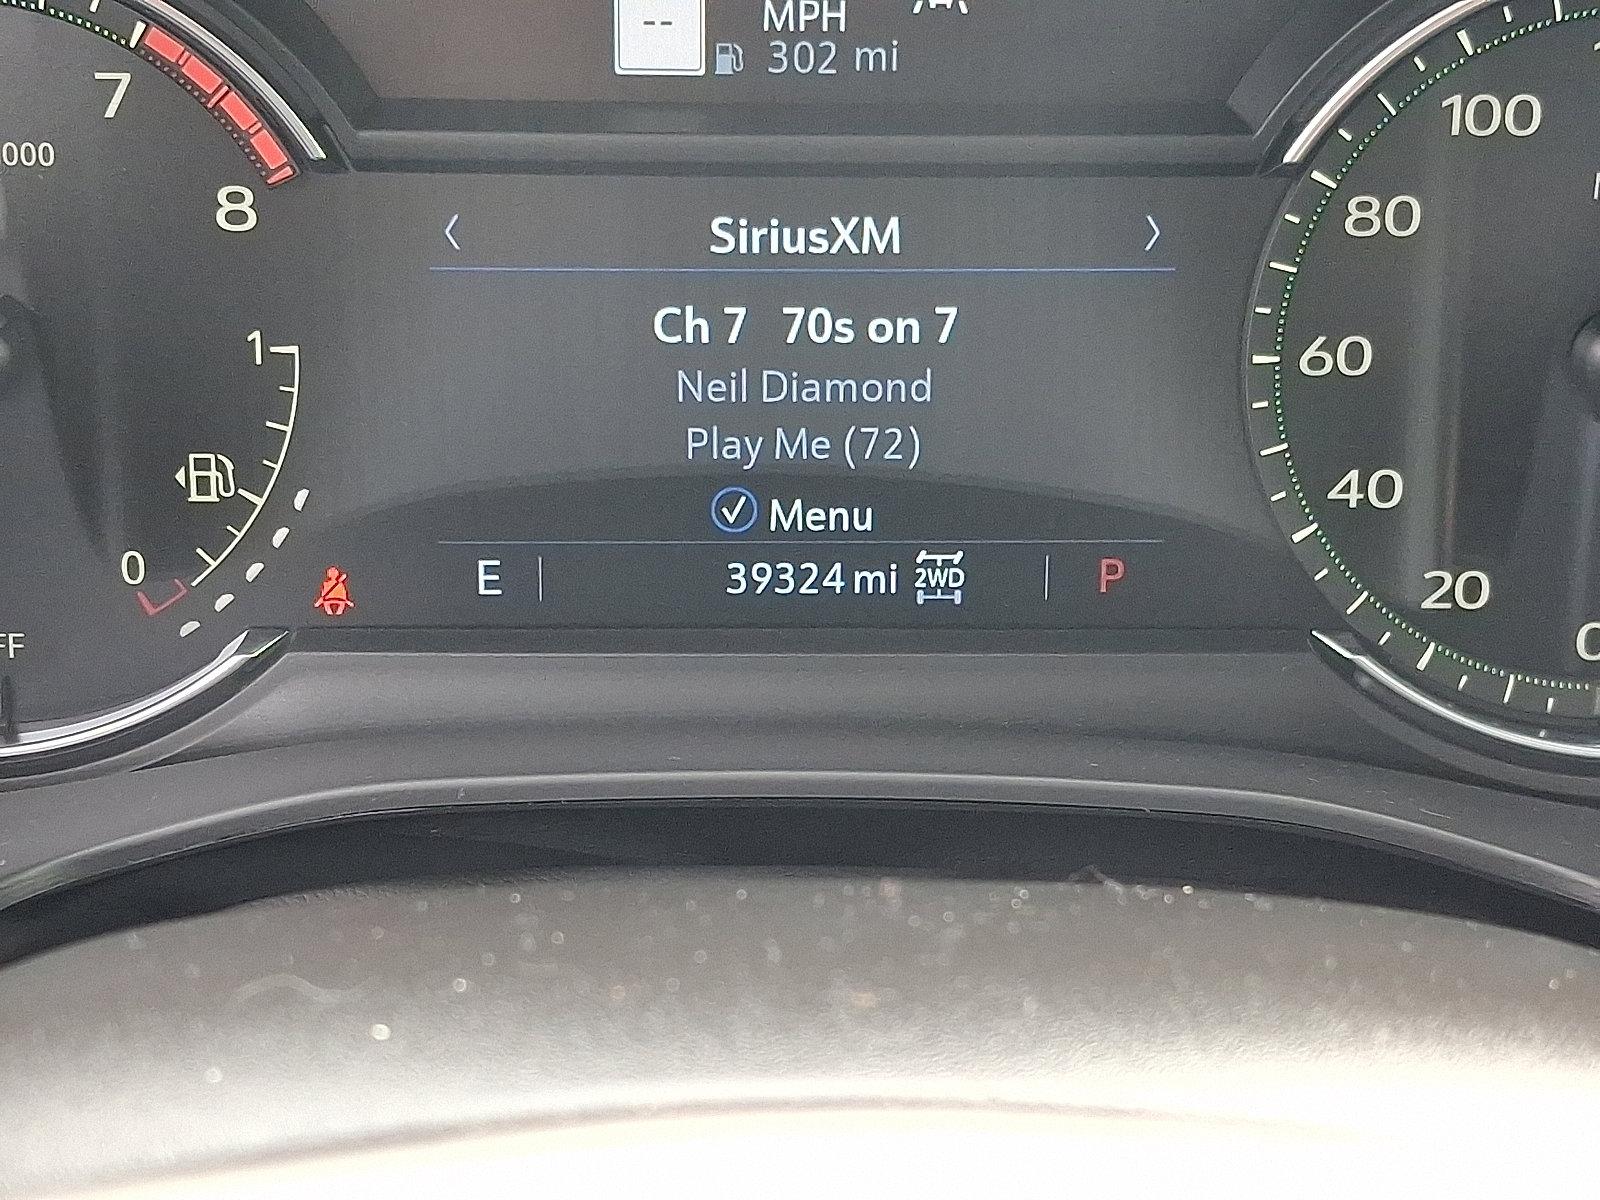 --
MPH
302 mi
7
000
8
1
0
FF
SiriusXM
Ch 7 70s on 7
Neil Diamond
Play Me (72)
Menu
E
39324 mi 2WD
P
100
80
60
40
20
0